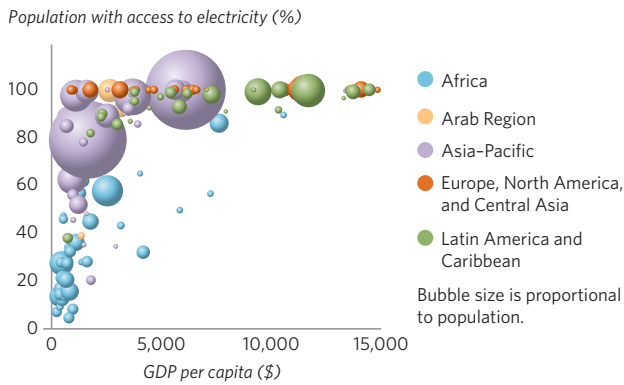 Population with access to electricity (%)
100
80
60
40
20
0
0 5,000 10,000 15,000
GDP per capita ($)
Africa
Arab Region
Asia–Pacific
Europe, North America,
and Central Asia
Latin America and
Caribbean
Bubble size is proportional
to population.